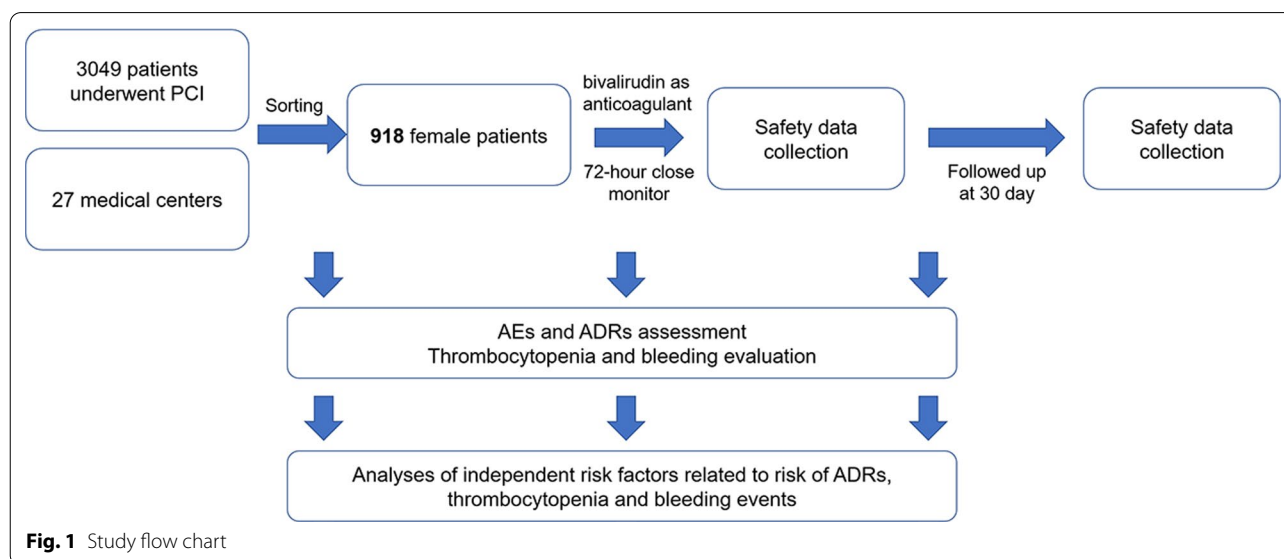 3049 patients
underwent PCI
27 medical centers
Sorting
918 female patients
bivalirudin as
anticoagulant
72-hour close
monitor
Safety data
collection
Followed up
at 30 day
Safety data
collection
AEs and ADRs assessment
Thrombocytopenia and bleeding evaluation
Analyses of independent risk factors related to risk of ADRs,
thrombocytopenia and bleeding events
Fig. 1 Study flow chart